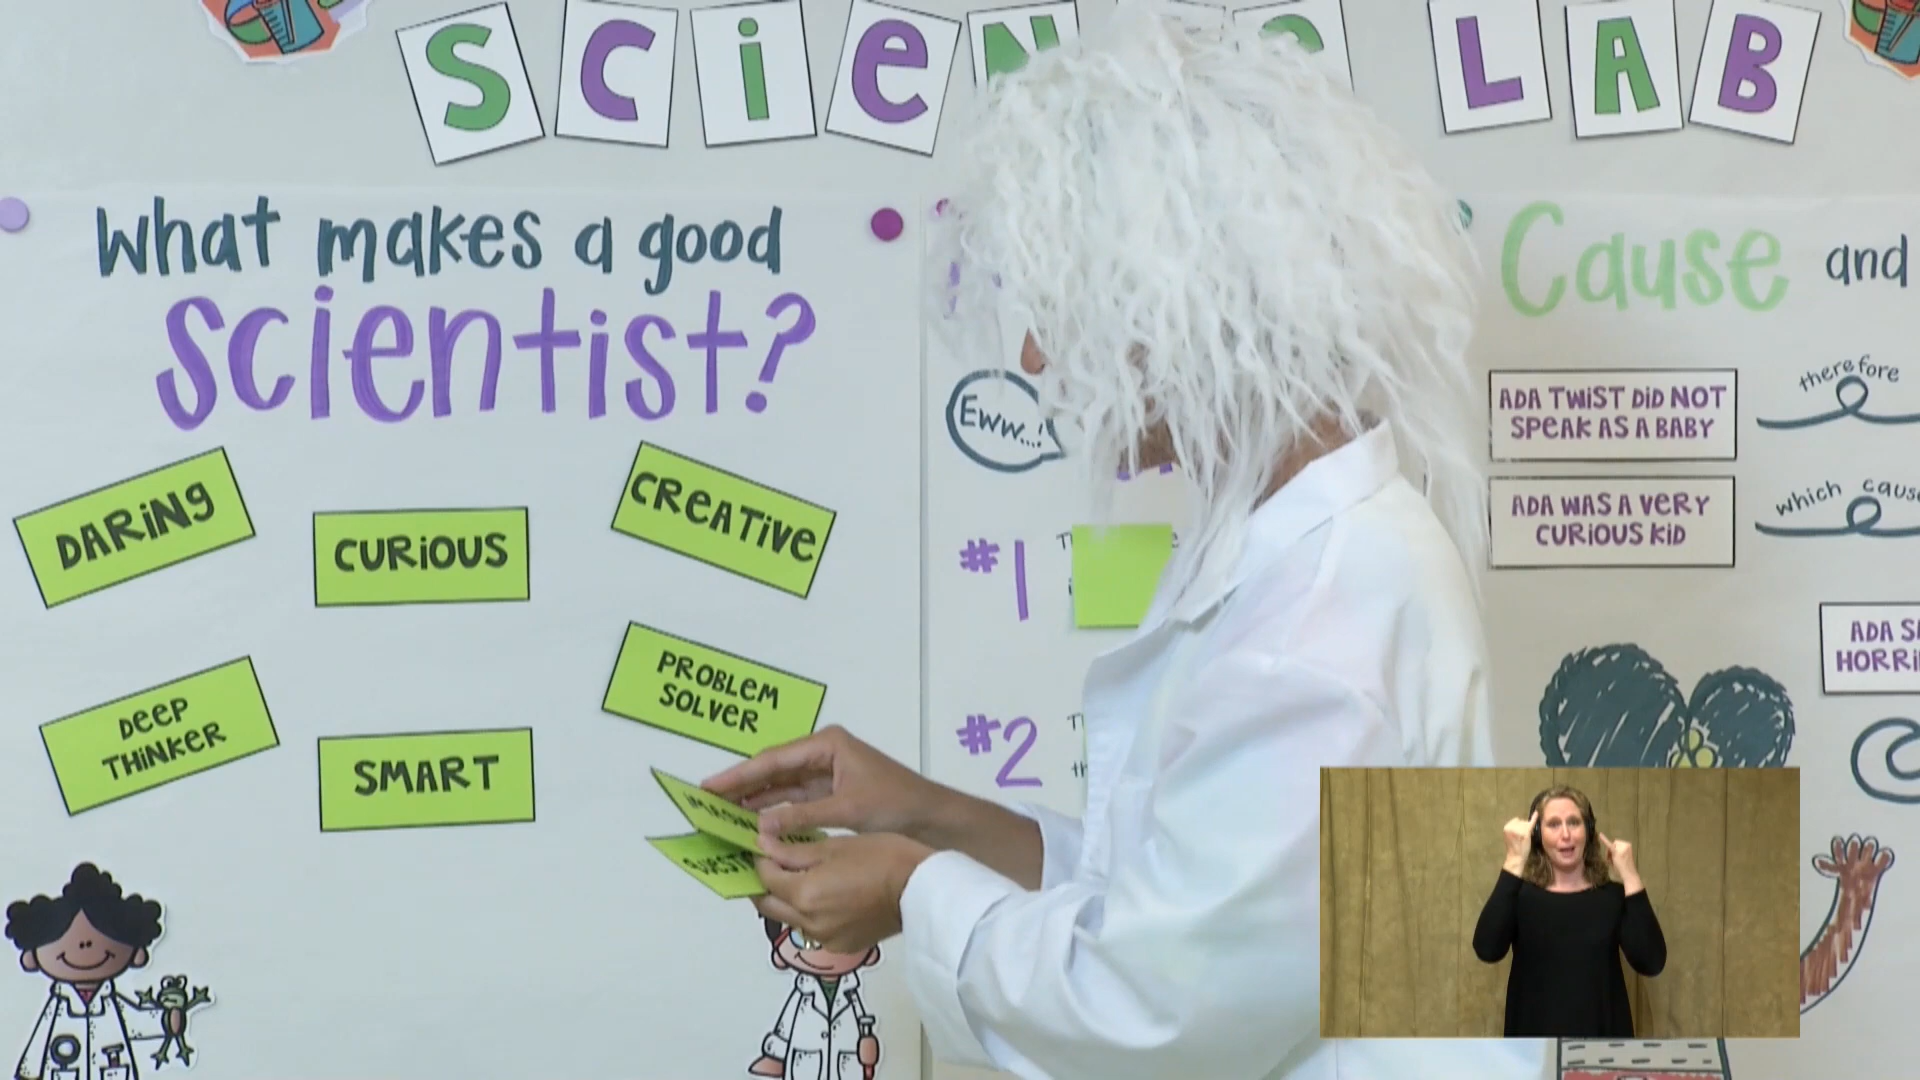 SCIEN LAB
What makes a good
scientist?
DARING
CURIOUS
CREATIVE
DEEP
THINKER
SMART
PROBLEM
SOLVER
Eww...!
#1
#2
Cause and
ADA TWIST DID NOT
SPEAK AS A BABY
therefore
ADA WAS A VERY
CURIOUS KID
which